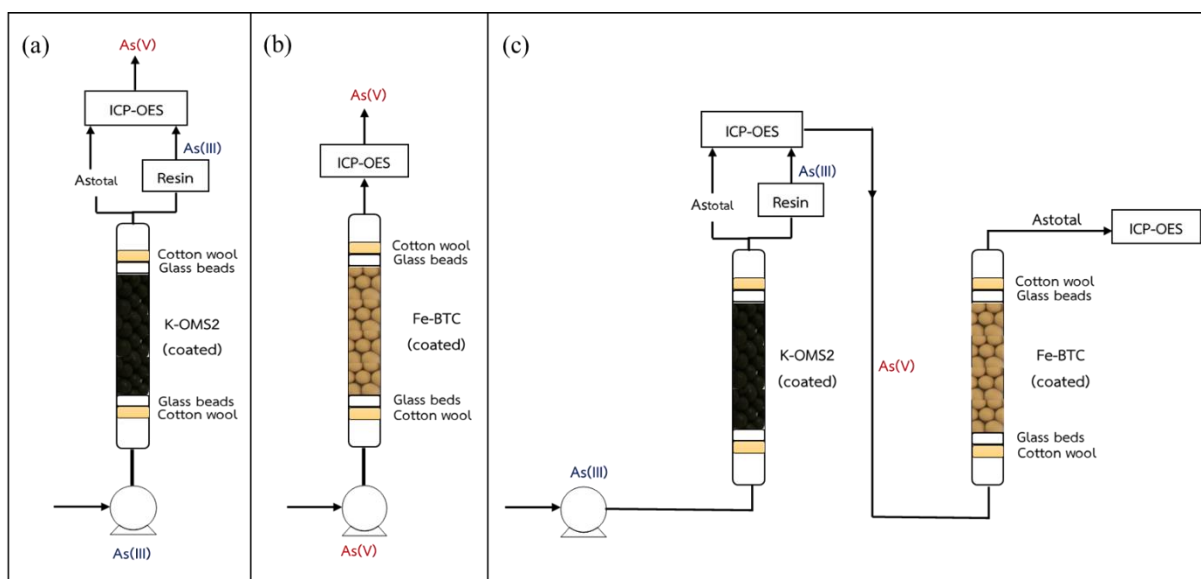 (a)
As(V)
ICP-OES
As(III)
Astotal
Resin
Cotton wool
Glass beads
K-OMS2
(coated)
Glass beads
Cotton wool
As(III)
(b)
As(V)
ICP-OES
Cotton wool
Glass beads
Fe-BTC
(coated)
Glass beds
Cotton wool
As(V)
(c)
ICP-OES
As(III)
Astotal
Resin
K-OMS2
(coated)
As(III)
As(V)
Astotal
ICP-OES
Cotton wool
Glass beads
Fe-BTC
(coated)
Glass beds
Cotton wool